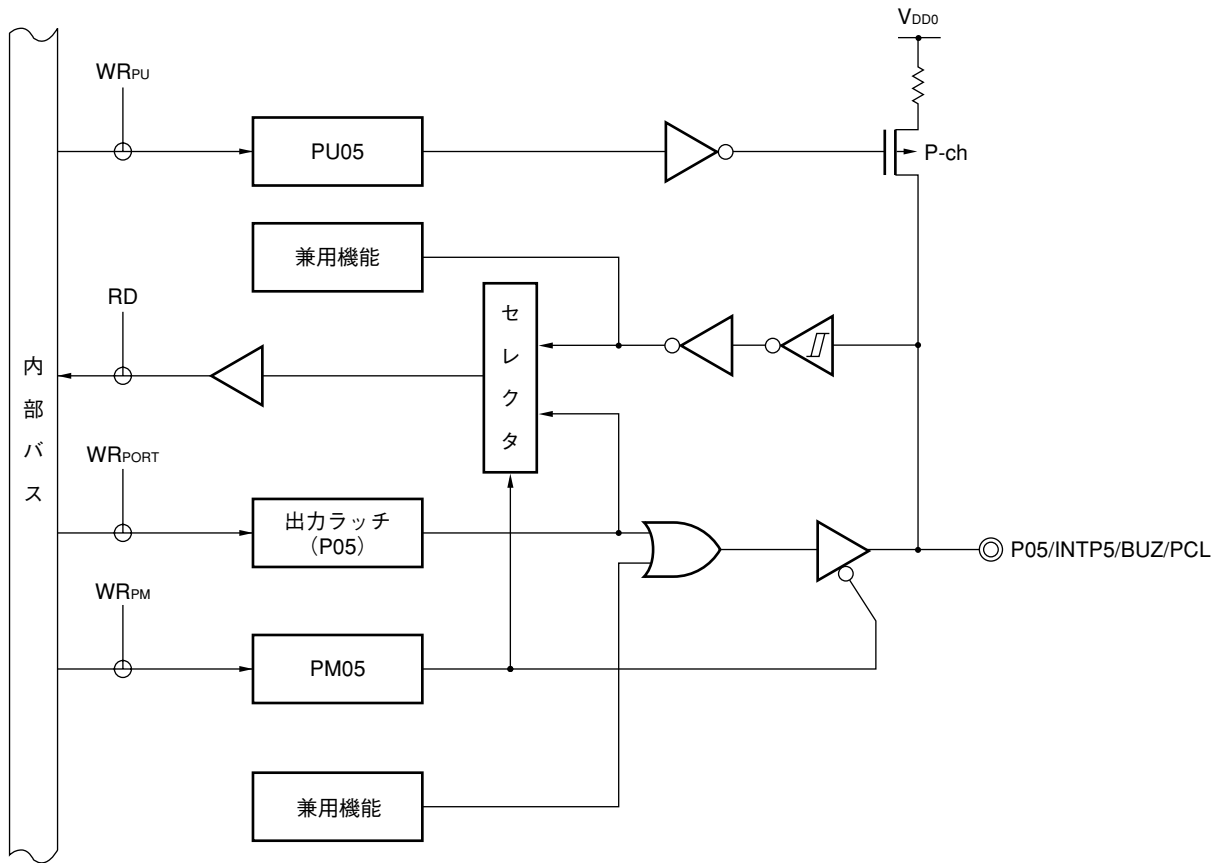 VDD0
WRPU
PU05
P-ch
兼用機能
RD
セレクタ
内部バス
WRPORT
出力ラッチ
（P05）
P05/INTP5/BUZ/PCL
WRPM
PM05
兼用機能